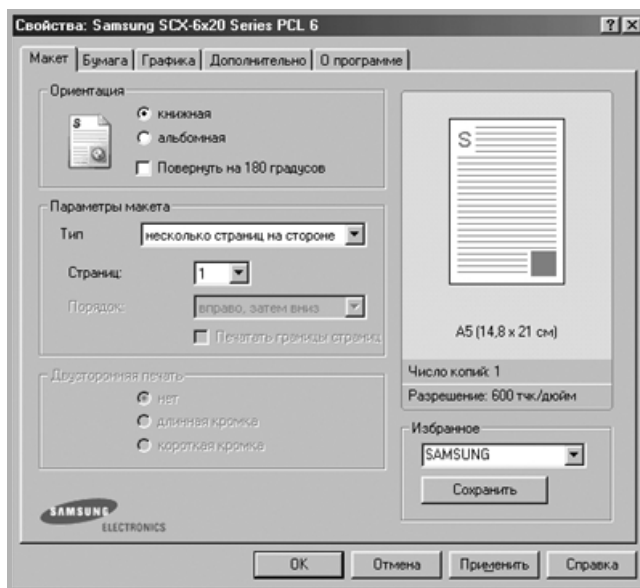 Свойства: Samsung SCX-6x20 Series PCL 6
Макет Бумага Графика Дополнительно О программе
Ориентация
S
книжная
альбомная
Повернуть на 180 градусов
Параметры макета
Тип несколько страниц на стороне
Страниц: 1
Порядок: вправо, затем вниз
Печатать границы страниц
Двусторонняя печать
нет
длинная кромка
короткая кромка
SAMSUNG
ELECTRONICS
S
A5 (14,8 x 21 см)
Число копий: 1
Разрешение: 600 тчк/дюйм
Избранное
SAMSUNG
Сохранить
OK Отмена Применить Справка